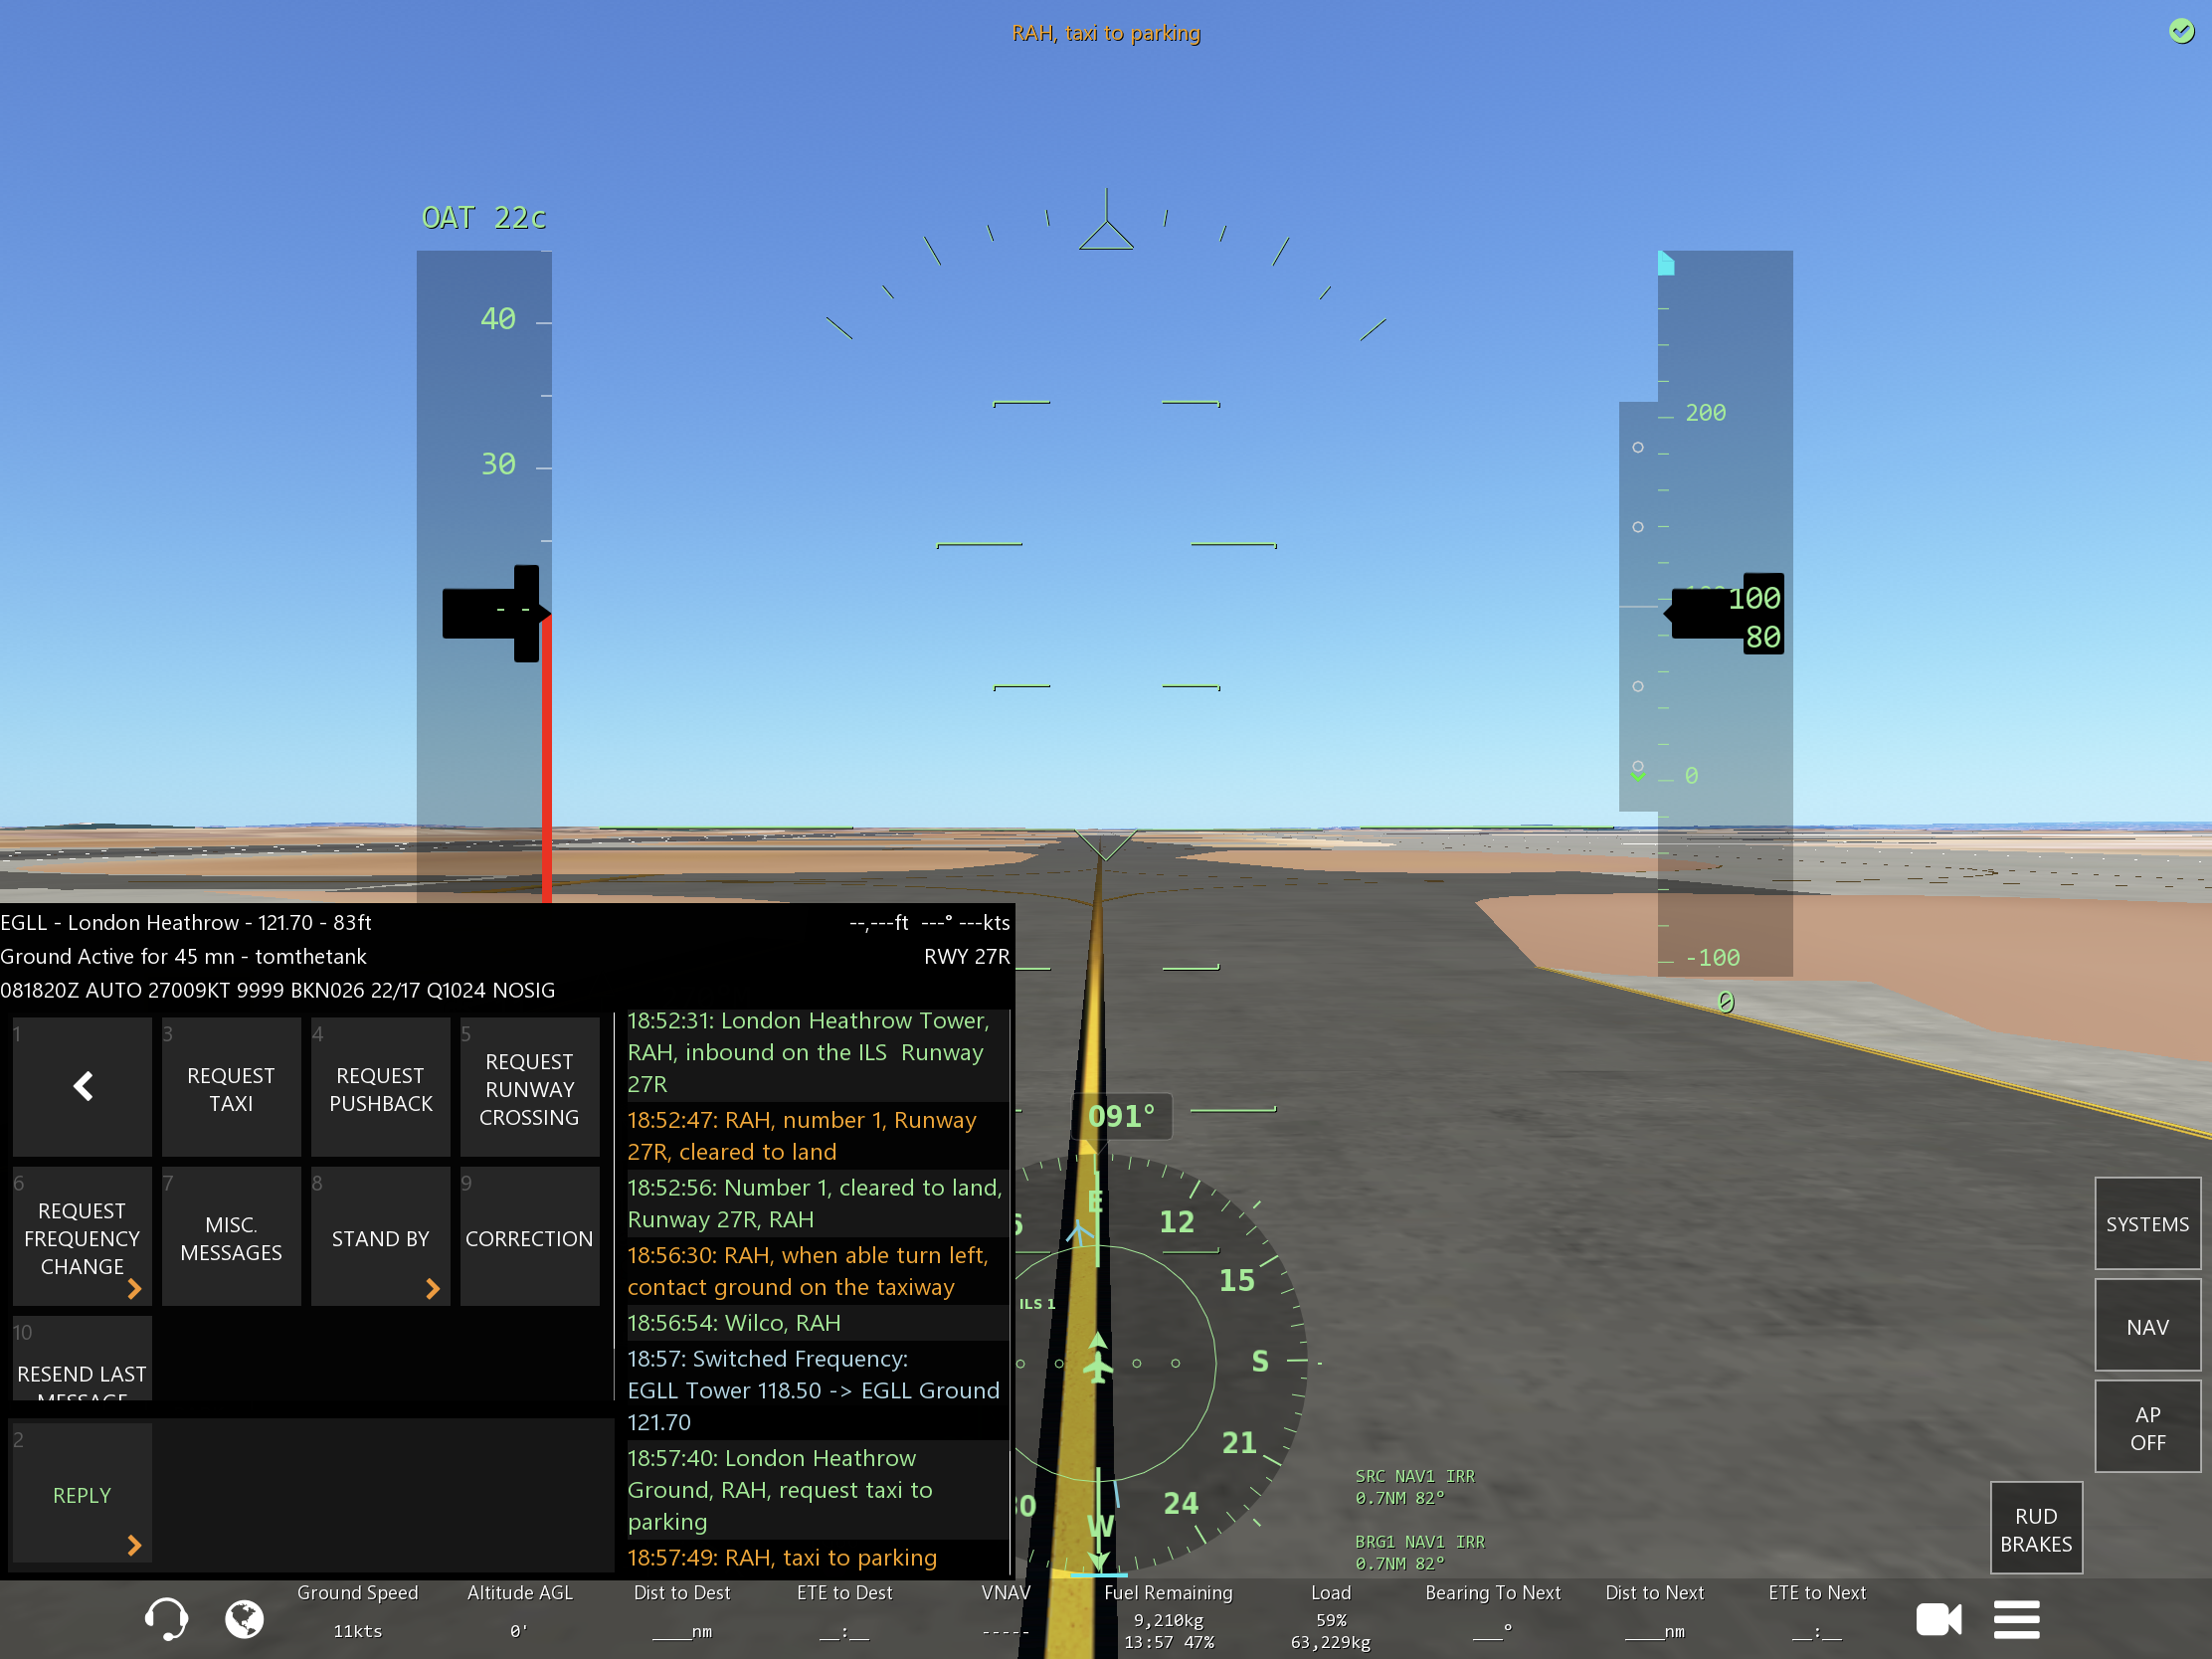 RAH, taxi to parking
OAT 22c
40
30
- -
200
100
80
0
-100
0
EGLL - London Heathrow - 121.70 - 83ft
--,---ft ---° ---kts
Ground Active for 45 mn - tomthetank
RWY 27R
081820Z AUTO 27009KT 9999 BKN026 22/17 Q1024 NOSIG
1
3
REQUEST
TAXI
4
REQUEST
PUSHBACK
5
REQUEST
RUNWAY
CROSSING
6
REQUEST
FREQUENCY
CHANGE
7
MISC.
MESSAGES
8
STAND BY
9
CORRECTION
10
RESEND LAST
MESSAGE
2
REPLY
18:52:31: London Heathrow Tower,
RAH, inbound on the ILS Runway
27R
18:52:47: RAH, number 1, Runway
27R, cleared to land
18:52:56: Number 1, cleared to land,
Runway 27R, RAH
18:56:30: RAH, when able turn left,
contact ground on the taxiway
18:56:54: Wilco, RAH
18:57: Switched Frequency:
EGLL Tower 118.50 -> EGLL Ground
121.70
18:57:40: London Heathrow
Ground, RAH, request taxi to
parking
18:57:49: RAH, taxi to parking
091°
E
12
15
S
21
24
W
ILS 1
SRC NAV1 IRR
0.7NM 82°
BRG1 NAV1 IRR
0.7NM 82°
SYSTEMS
NAV
AP
OFF
RUD
BRAKES
Ground Speed
11kts
Altitude AGL
0'
Dist to Dest
___nm
ETE to Dest
__:__
VNAV
-----
Fuel Remaining
9,210kg
13:57 47%
Load
59%
63,229kg
Bearing To Next
___°
Dist to Next
____nm
ETE to Next
__:__